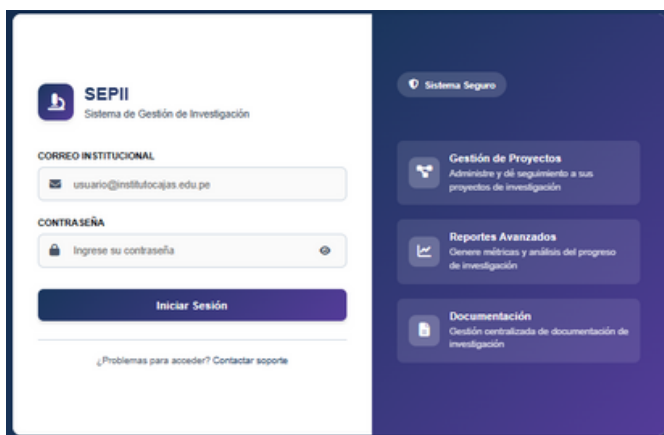 SEPII
Sistema de Gestión de Investigación
CORREO INSTITUCIONAL
usuario@institutocajas.edu.pe
CONTRASEÑA
Ingrese su contraseña
Iniciar Sesión
¿Problemas para acceder? Contactar soporte
Sistema Seguro
Gestión de Proyectos
Administre y dé seguimiento a sus
proyectos de investigación
Reportes Avanzados
Genere métricas y análisis del progreso
de investigación
Documentación
Gestión centralizada de documentación de
investigación